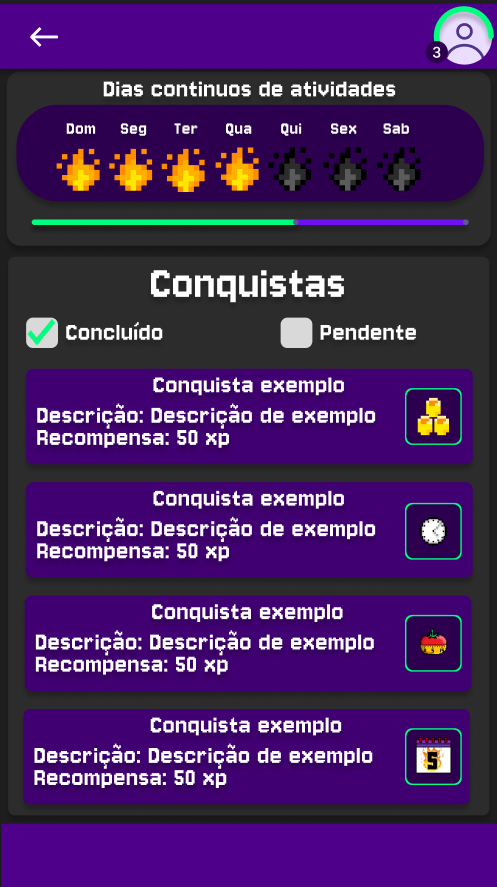 3
Dias continuos de atividades
Dom Seg Ter Qua Qui Sex Sab
Conquistas
Concluído Pendente
Conquista exemplo
Descrição: Descrição de exemplo
Recompensa: 50 xp
Conquista exemplo
Descrição: Descrição de exemplo
Recompensa: 50 xp
Conquista exemplo
Descrição: Descrição de exemplo
Recompensa: 50 xp
Conquista exemplo
Descrição: Descrição de exemplo
Recompensa: 50 xp
5